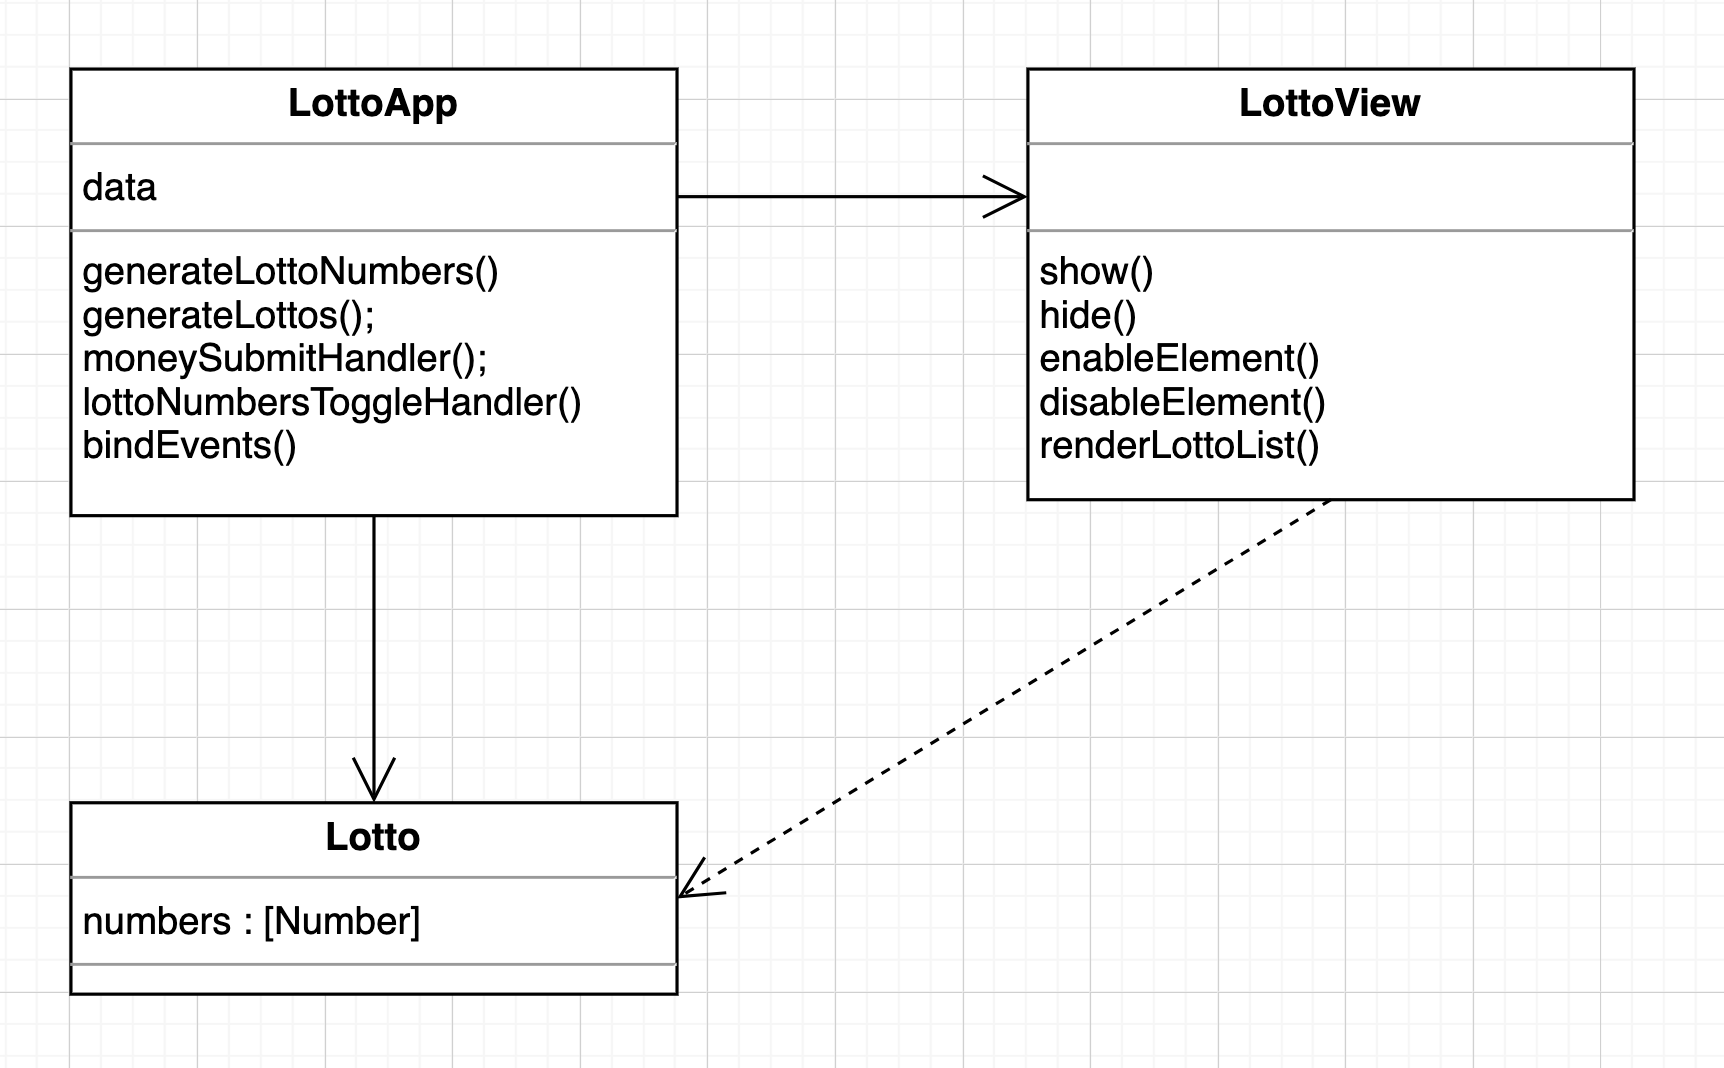 LottoApp
data
generateLottoNumbers()
generateLottos();
moneySubmitHandler();
lottoNumbersToggleHandler()
bindEvents()
LottoView
show()
hide()
enableElement()
disableElement()
renderLottoList()
Lotto
numbers : [Number]